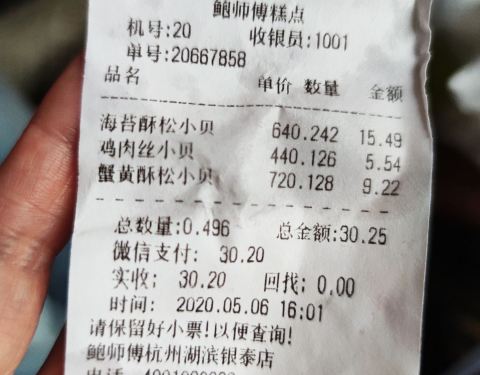 鲍师傅糕点
机号:20 收银员:1001
单号:20667858
品名 单价 数量 金额
海苔酥松小贝 640.242 15.49
鸡肉丝小贝 440.126 5.54
蟹黄酥松小贝 720.128 9.22
总数量:0.496 总金额:30.25
微信支付: 30.20
实收: 30.20 回找: 0.00
时间: 2020.05.06 16:01
请保留好小票!以便查询!
鲍师傅杭州湖滨银泰店